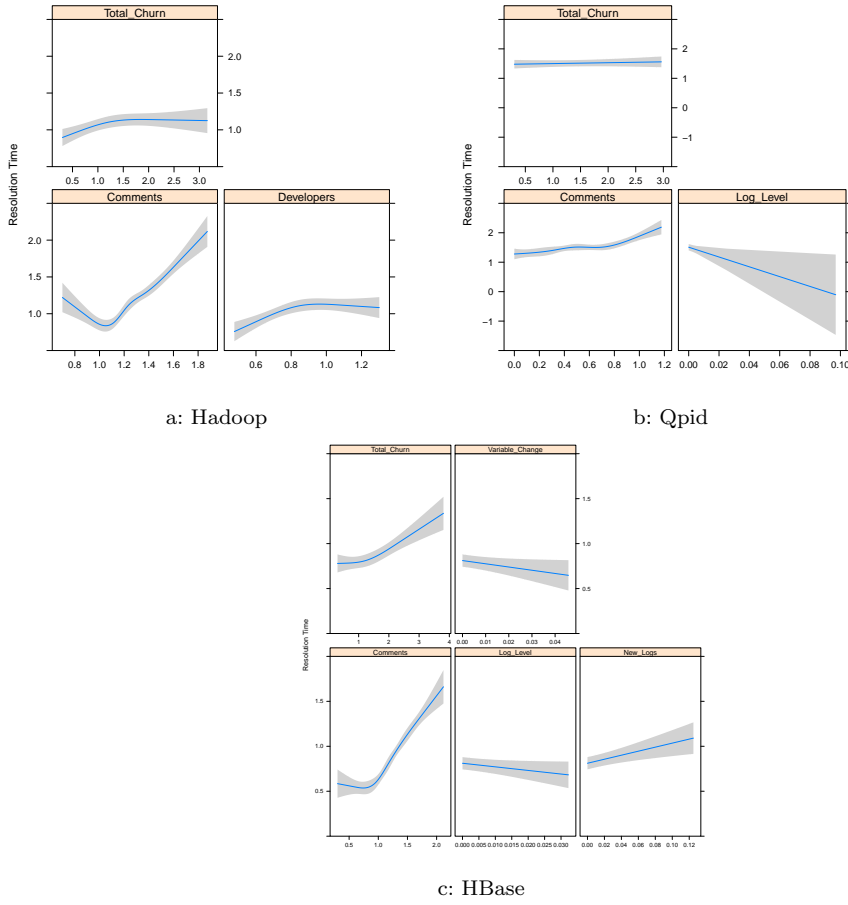 Total_Churn
2.0
1.5
1.0
0.5 1.0 1.5 2.0 2.5 3.0
Resolution Time
Comments Developers
2.0
1.5
1.0
0.8 1.0 1.2 1.4 1.6 1.8
0.6 0.8 1.0 1.2
a: Hadoop
Total_Churn
2
1
0
−1
0.5 1.0 1.5 2.0 2.5 3.0
Resolution Time
Comments Log_Level
2
1
0
−1
0.0 0.2 0.4 0.6 0.8 1.0 1.2
0.00 0.02 0.04 0.06 0.08 0.10
b: Qpid
Total_Churn Variable_Change
1.5
1.0
0.5
1 2 3 4
0.00 0.01 0.02 0.03 0.04
Resolution Time
Comments Log_Level New_Logs
1.5
1.0
0.5
0.5 1.0 1.5 2.0
0.000 0.005 0.010 0.015 0.020 0.025 0.030
0.00 0.02 0.04 0.06 0.08 0.10 0.12
c: HBase